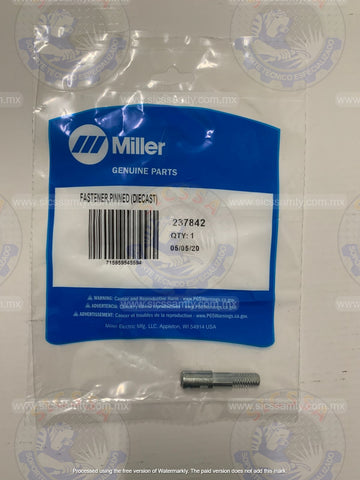 Miller
GENUINE PARTS
FASTENER,PINNED (DIECAST)
237842
QTY: 1
05/05/20
WARNING: Cancer and Reproductive Harm - www.P65Warnings.ca.gov
ADVERTENCIA: Cáncer y Daño Reproductivo - www.P65Warnings.ca.gov
AVERTISSEMENT: Cancer et troubles de la reproduction - www.P65Warnings.ca.gov
Miller Electric Mfg, LLC, Appleton, WI 54914 USA
Miller
www.sicssamty.com.mx
Processed using the free version of Watermarkly. The paid version does not add this mark.